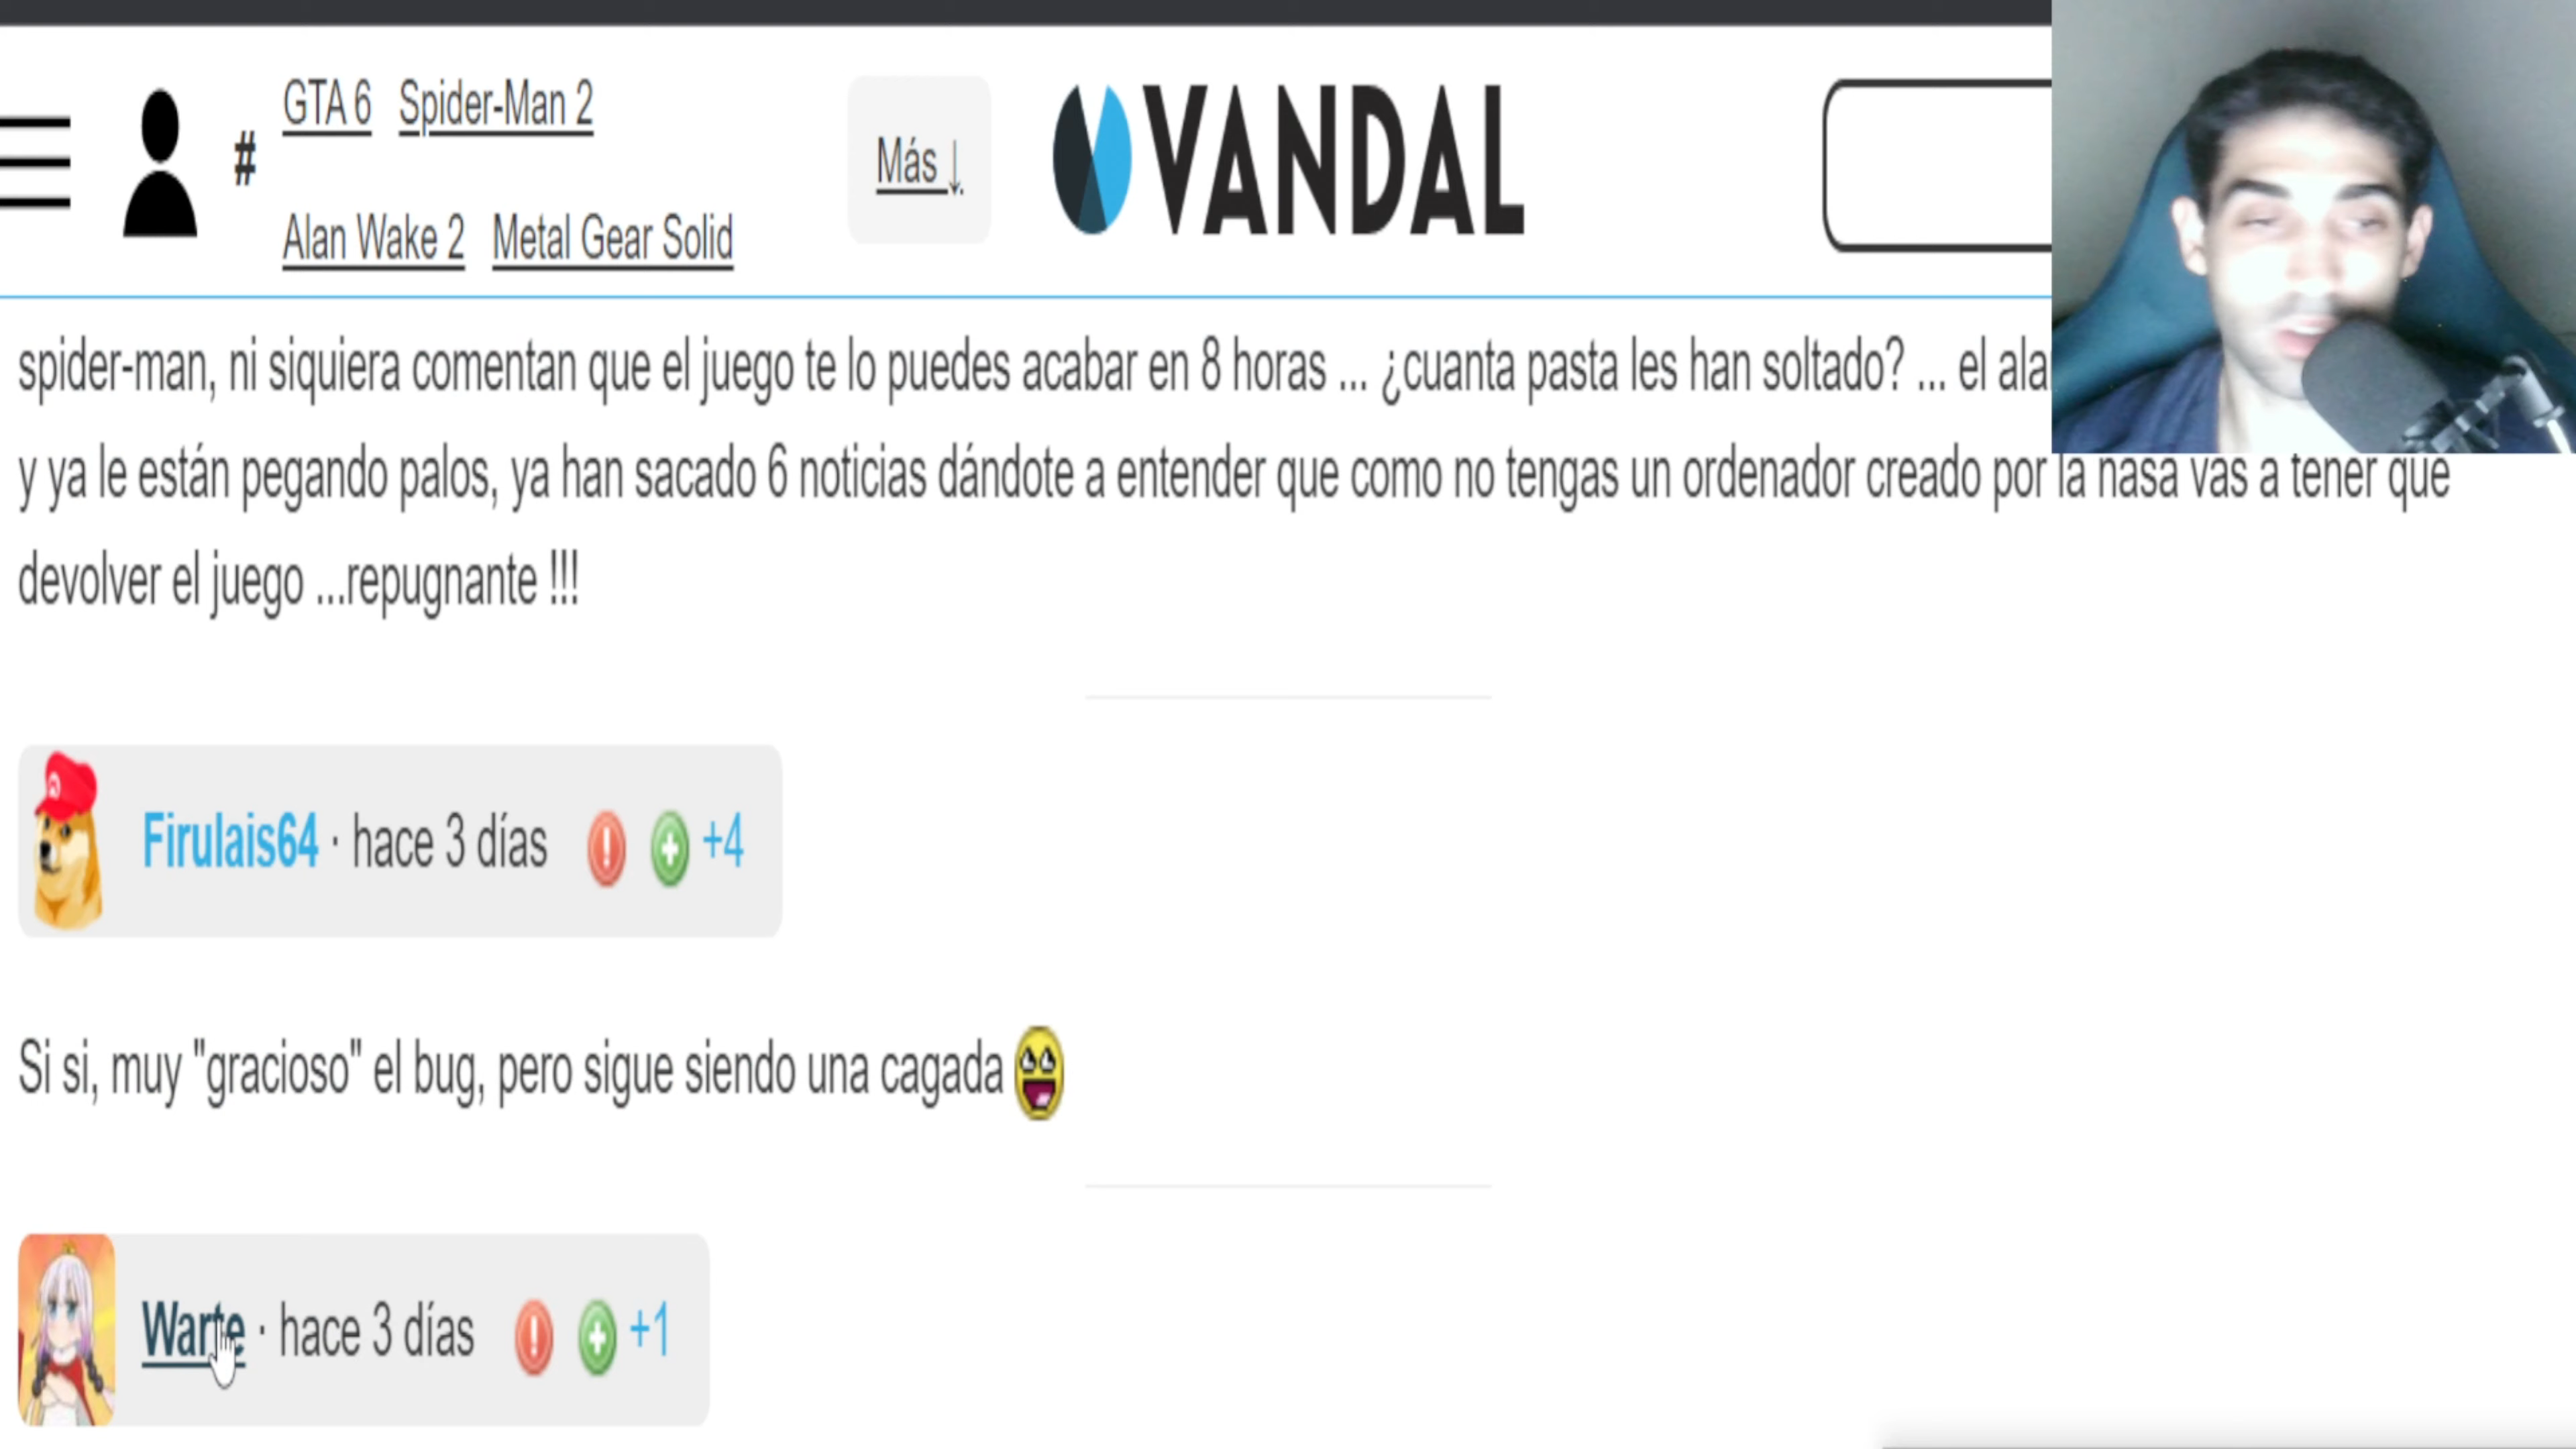 GTA 6 Spider-Man 2
#
Más ↓
VANDAL
Alan Wake 2 Metal Gear Solid
spider-man, ni siquiera comentan que el juego te lo puedes acabar en 8 horas ... ¿cuanta pasta les han soltado? ... el
y ya le están pegando palos, ya han sacado 6 noticias dándote a entender que como no tengas un ordenador creado por la nasa vas a tener que
devolver el juego ...repugnante !!!
Firulais64 · hace 3 días +4
Si si, muy "gracioso" el bug, pero sigue siendo una cagada
Warte · hace 3 días +1